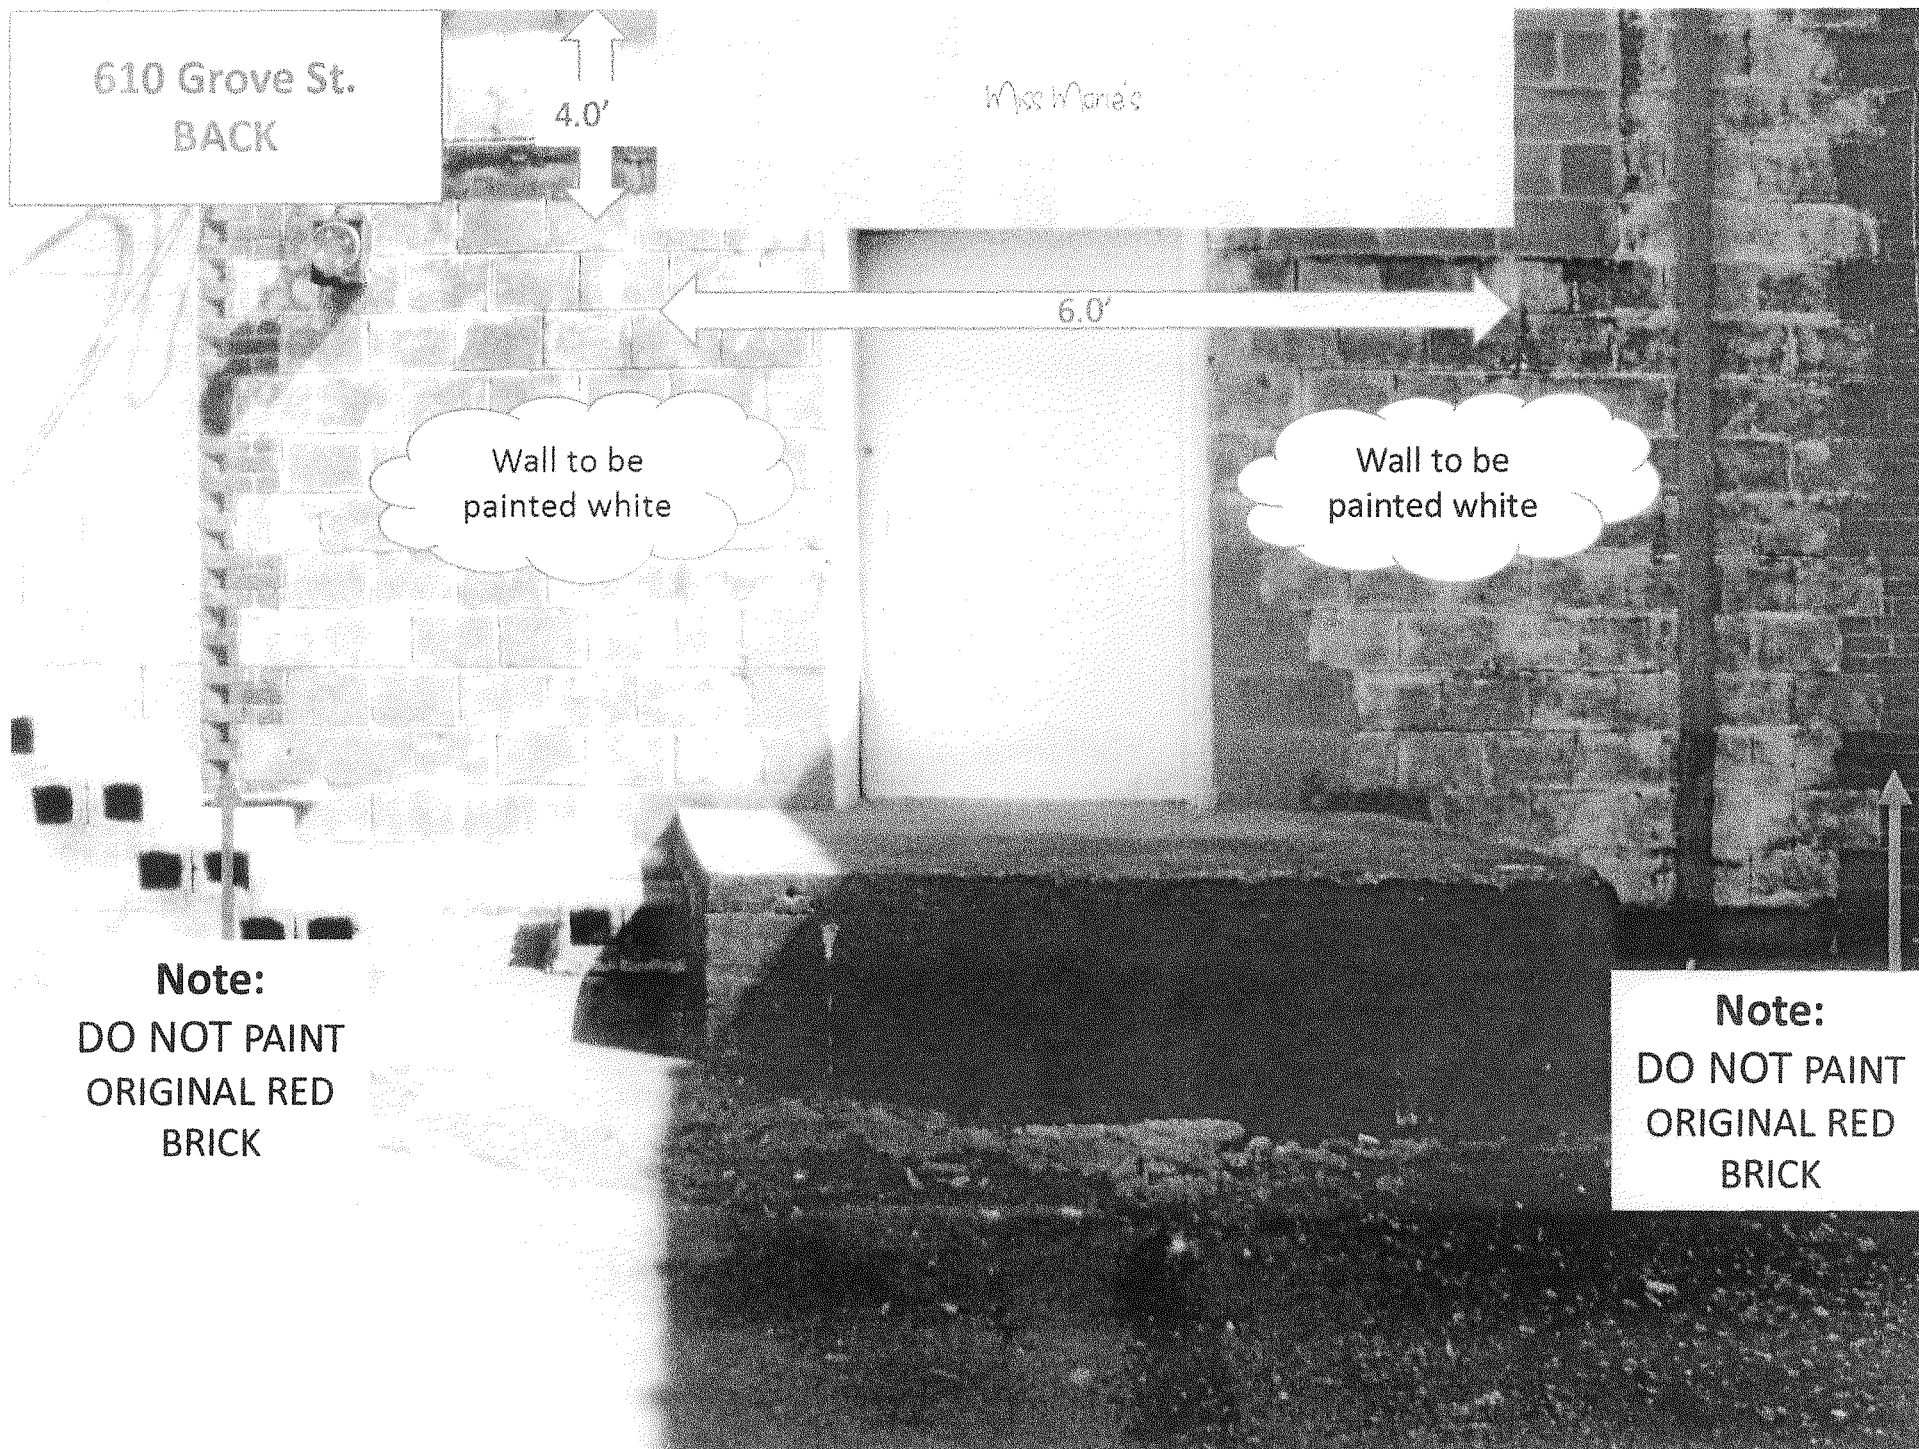 610 Grove St.
BACK
4.0'
Miss Marie's
6.0'
Wall to be
painted white
Wall to be
painted white
Note:
DO NOT PAINT
ORIGINAL RED
BRICK
Note:
DO NOT PAINT
ORIGINAL RED
BRICK